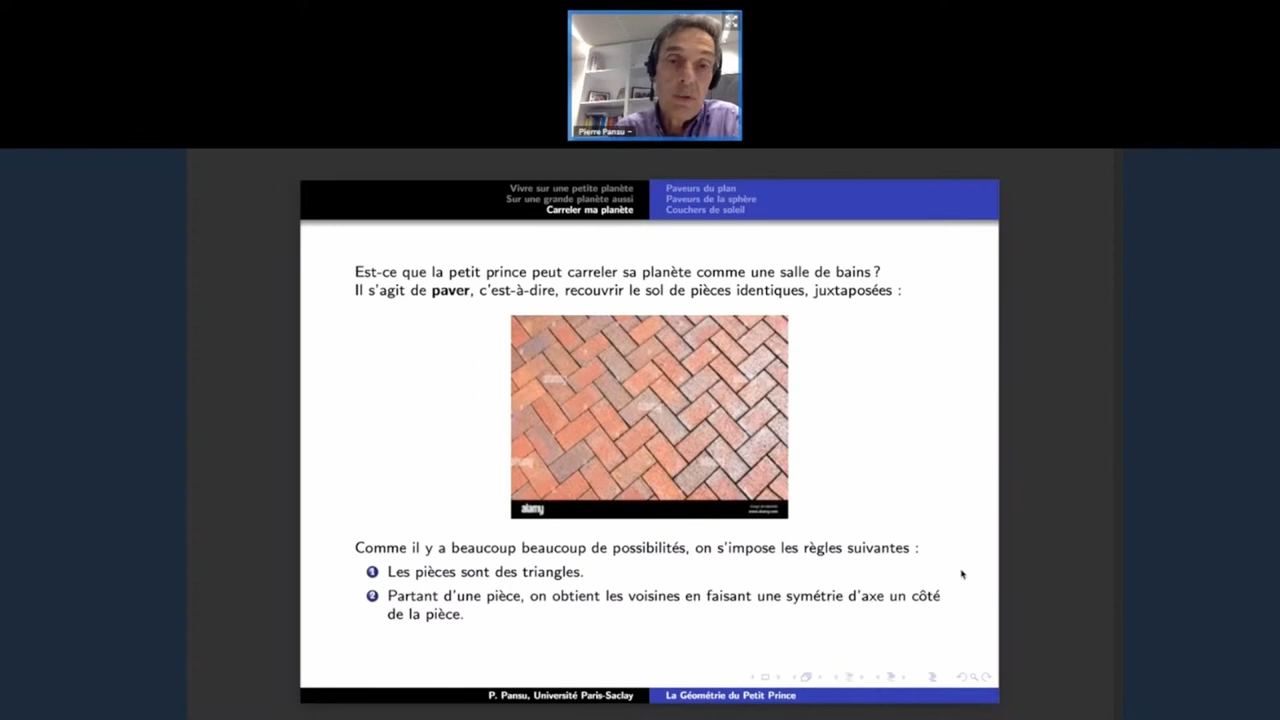 Pierre Pansu
Vivre sur une petite planète
Sur une grande planète aussi
Carreler ma planète
Paveurs du plan
Paveurs de la sphère
Couchers de soleil
Est-ce que la petit prince peut carreler sa planète comme une salle de bains ?
Il s'agit de paver, c'est-à-dire, recouvrir le sol de pièces identiques, juxtaposées :
alamy
Comme il y a beaucoup beaucoup de possibilités, on s'impose les règles suivantes :
1 Les pièces sont des triangles.
2 Partant d'une pièce, on obtient les voisines en faisant une symétrie d'axe un côté
de la pièce.
P. Pansu, Université Paris-Saclay
La Géométrie du Petit Prince